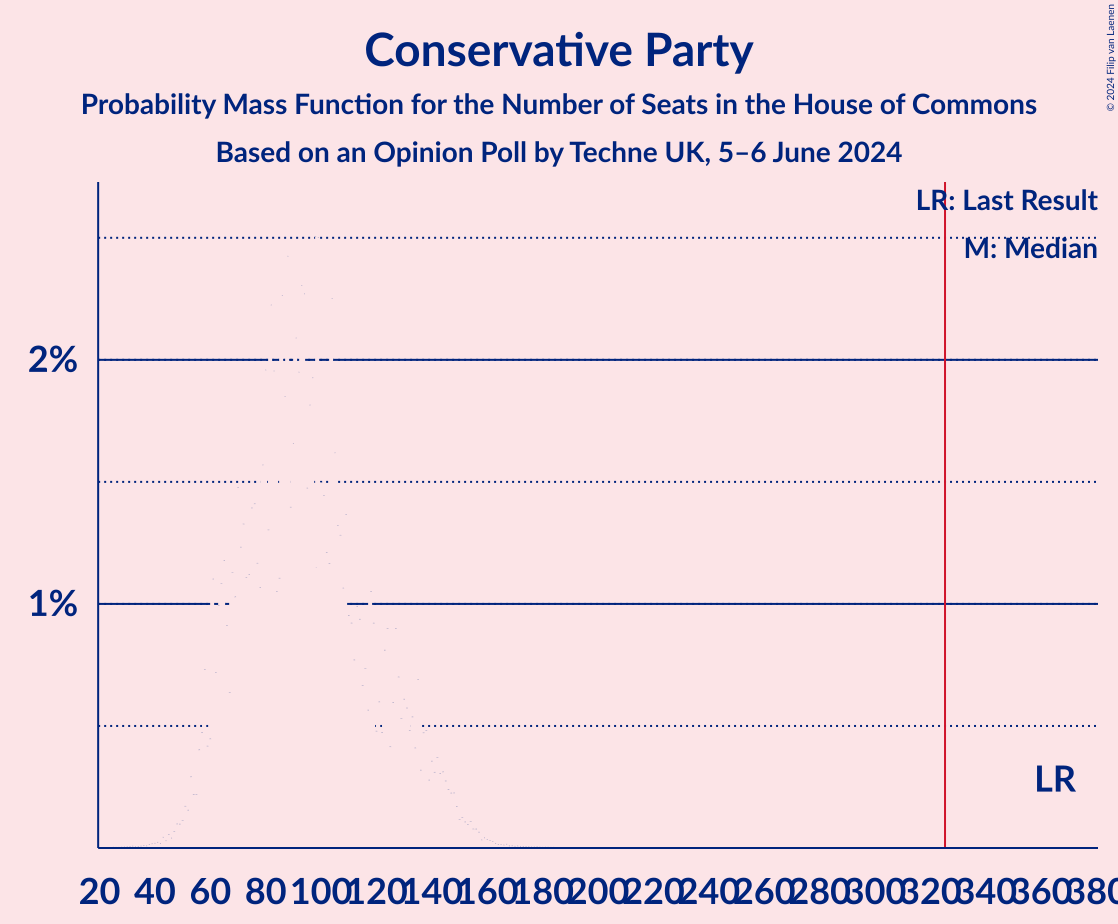 Conservative Party
Probability Mass Function for the Number of Seats in the House of Commons
Based on an Opinion Poll by Techne UK, 5–6 June 2024
© 2024 Filip van Laenen
LR: Last Result
M: Median
2%
1%
LR
20 40 60 80 100 120 140 160 180 200 220 240 260 280 300 320 340 360 380